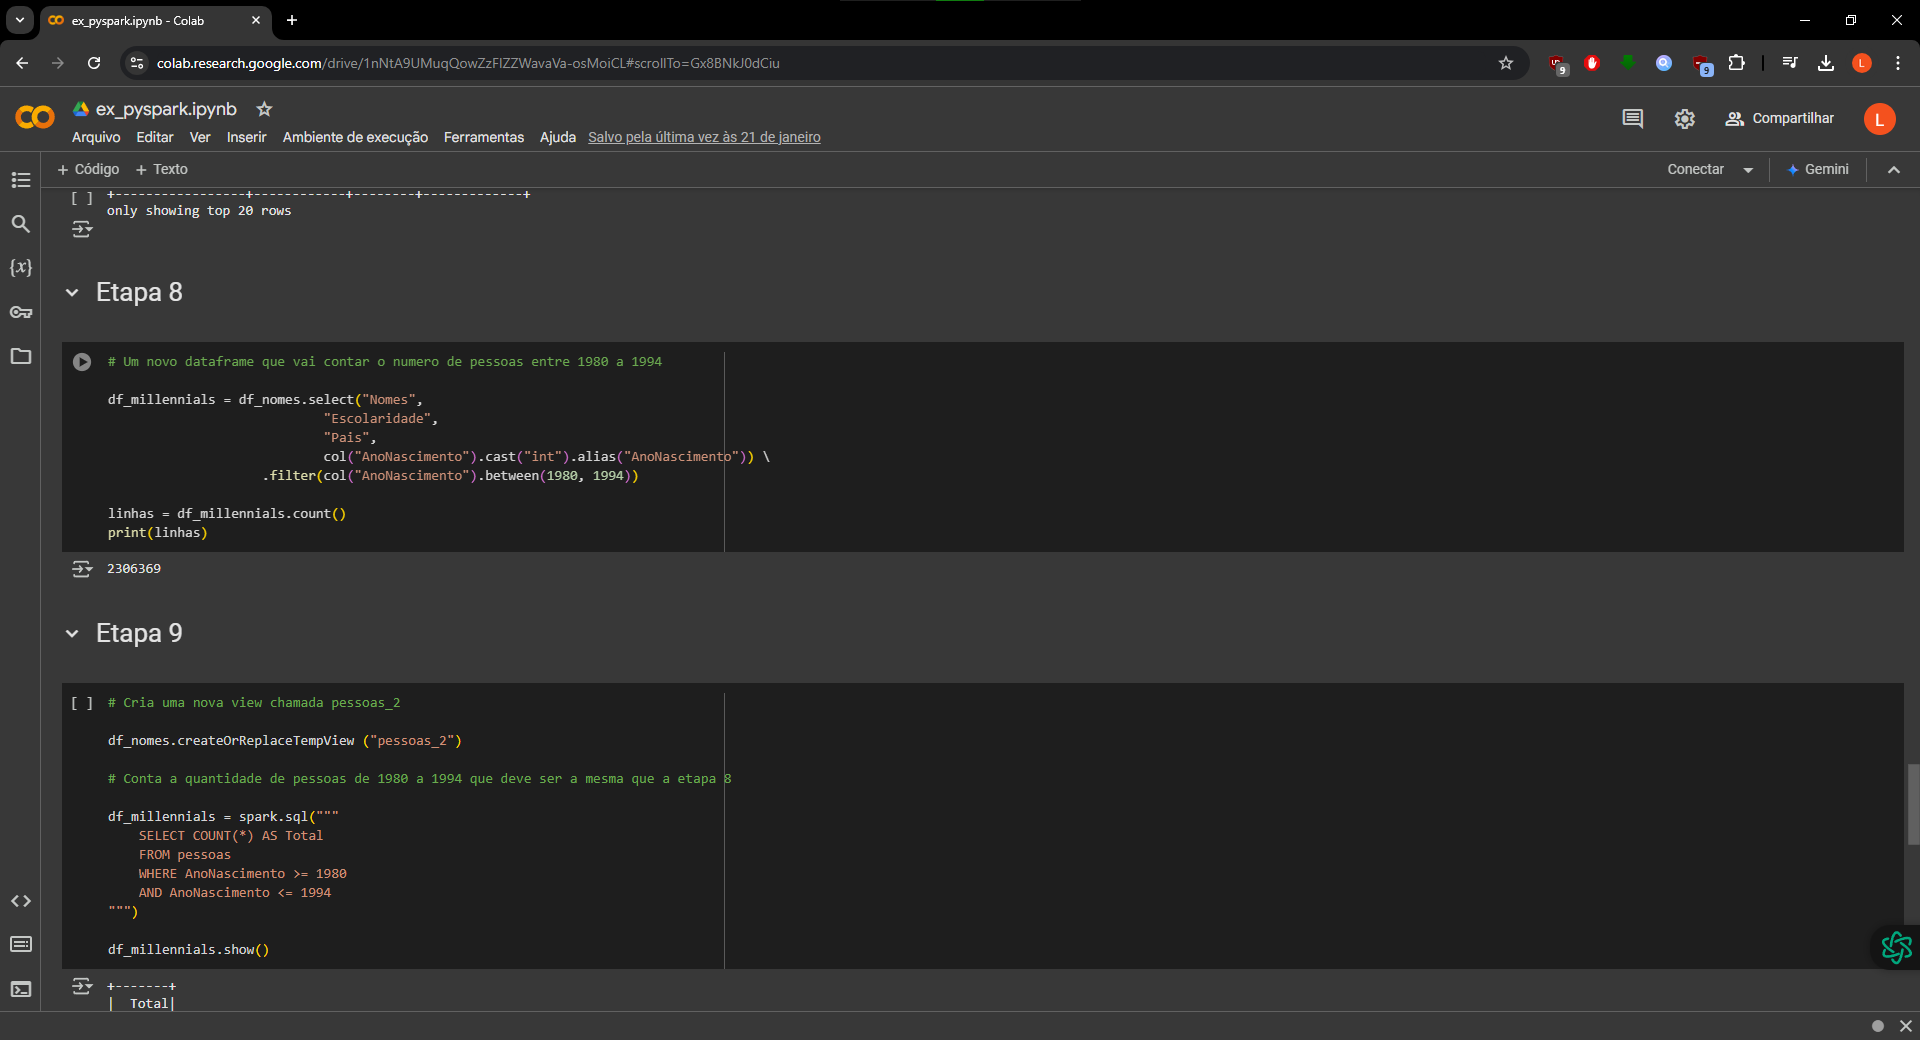 ex_pyspark.ipynb - Colab
colab.research.google.com/drive/1nNtA9UMuqQowZzFIZZWavaVa-osMoiCL#scrollTo=Gx8BNkJ0dCiu
9
9
L
ex_pyspark.ipynb
Arquivo Editar Ver Inserir Ambiente de execução Ferramentas Ajuda Salvo pela última vez às 21 de janeiro
Compartilhar
L
+ Código + Texto
Conectar
Gemini
{x}
[ ] +-----------------+------------+--------+-------------+
only showing top 20 rows
Etapa 8
# Um novo dataframe que vai contar o numero de pessoas entre 1980 a 1994
df_millennials = df_nomes.select("Nomes",
"Escolaridade",
"Pais",
col("AnoNascimento").cast("int").alias("AnoNascimento")) \
.filter(col("AnoNascimento").between(1980, 1994))
linhas = df_millennials.count()
print(linhas)
2306369
Etapa 9
[ ] # Cria uma nova view chamada pessoas_2
df_nomes.createOrReplaceTempView ("pessoas_2")
# Conta a quantidade de pessoas de 1980 a 1994 que deve ser a mesma que a etapa 8
df_millennials = spark.sql("""
SELECT COUNT(*) AS Total
FROM pessoas
WHERE AnoNascimento >= 1980
AND AnoNascimento <= 1994
""")
df_millennials.show()
+-------+
|  Total|